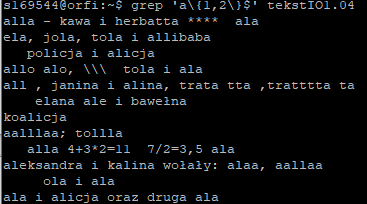 s169544@orfi:~$ grep 'a\{1,2\}$' tekstIO1.04
alla - kawa i herbatta ****  ala
ela, jola, tola i allibaba
   policja i alicja
allo alo, \\\  tola i ala
all , janina i alina, trata tta ,tratttta ta
    elana ale i bawełna
koalicja
aalllaa; tollla
   alla 4+3*2=11  7/2=3,5 ala
aleksandra i kalina wołały: alaa, aallaa
     ola i ala
ala i alicja oraz druga ala